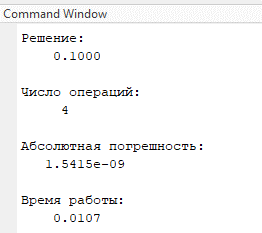 Command Window
Решение:
0.1000
Число операций:
4
Абсолютная погрешность:
1.5415e-09
Время работы:
0.0107